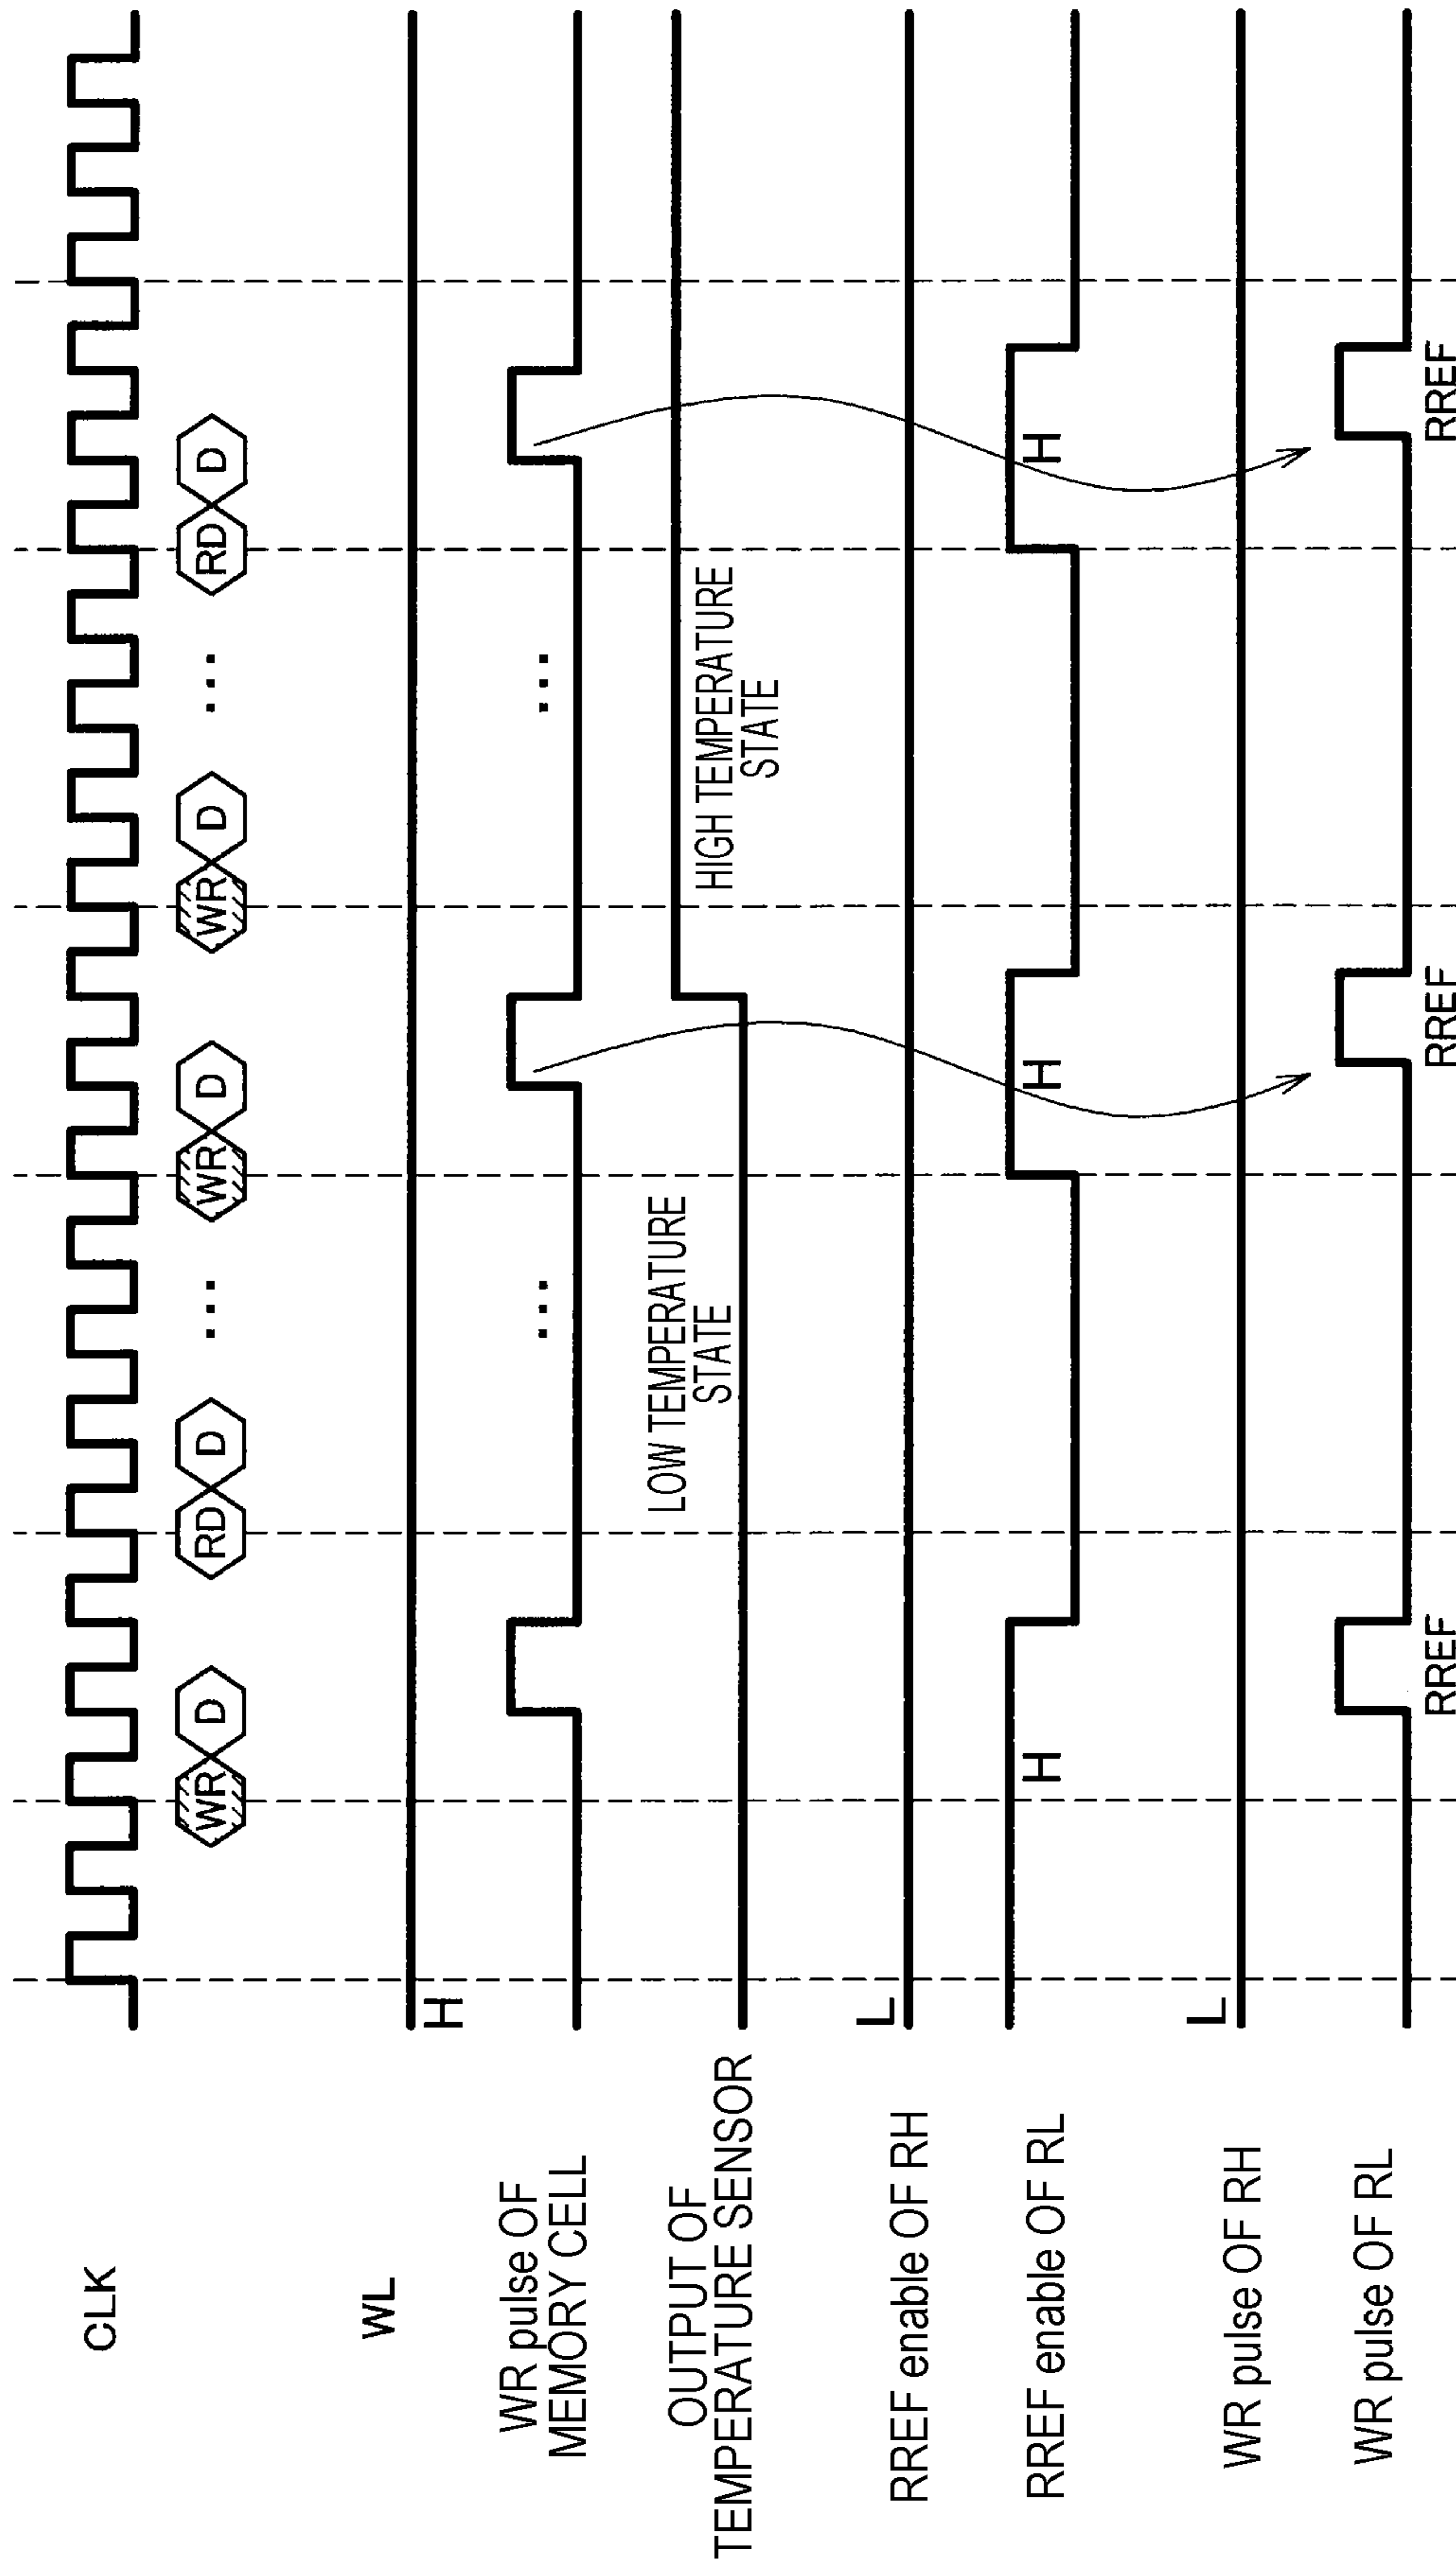 CLK
WR D RD D ... WR D WR D ... RD D
WL
H
WR pulse OF
MEMORY CELL
... ...
OUTPUT OF
TEMPERATURE SENSOR
LOW TEMPERATURE
STATE
HIGH TEMPERATURE
STATE
RREF enable OF RH
L
RREF enable OF RL
H H H
WR pulse OF RH
L
WR pulse OF RL
RREF RREF RREF